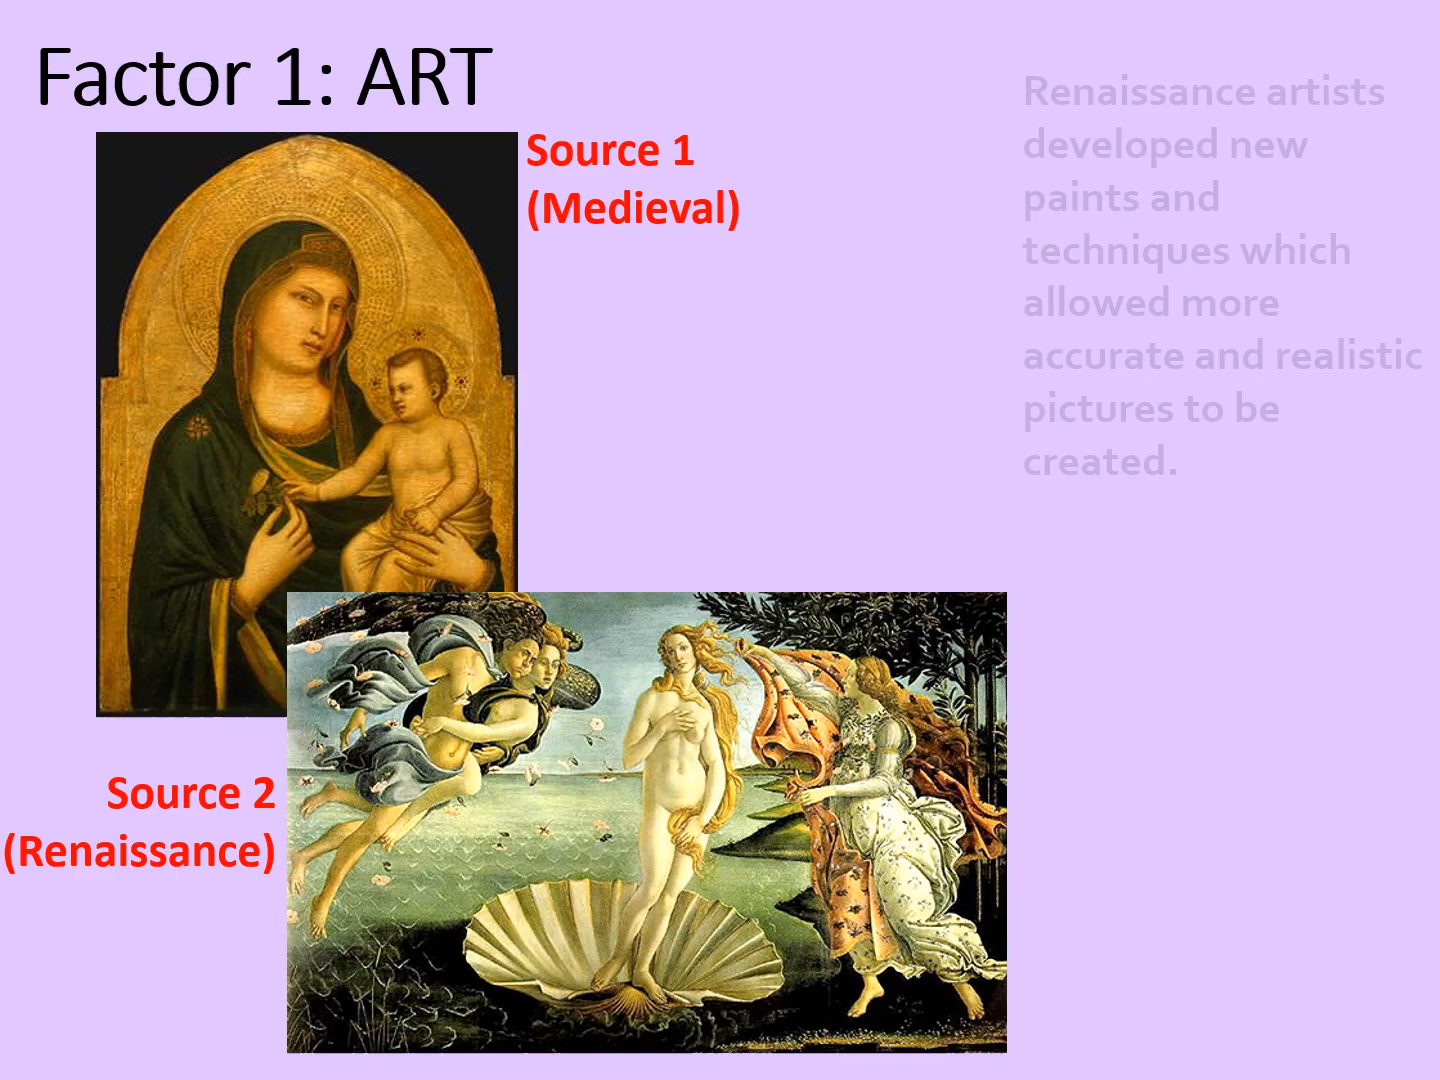 Factor 1: ART
Source 1
(Medieval)
Renaissance artists
developed new
paints and
techniques which
allowed more
accurate and realistic
pictures to be
created.
Source 2
(Renaissance)